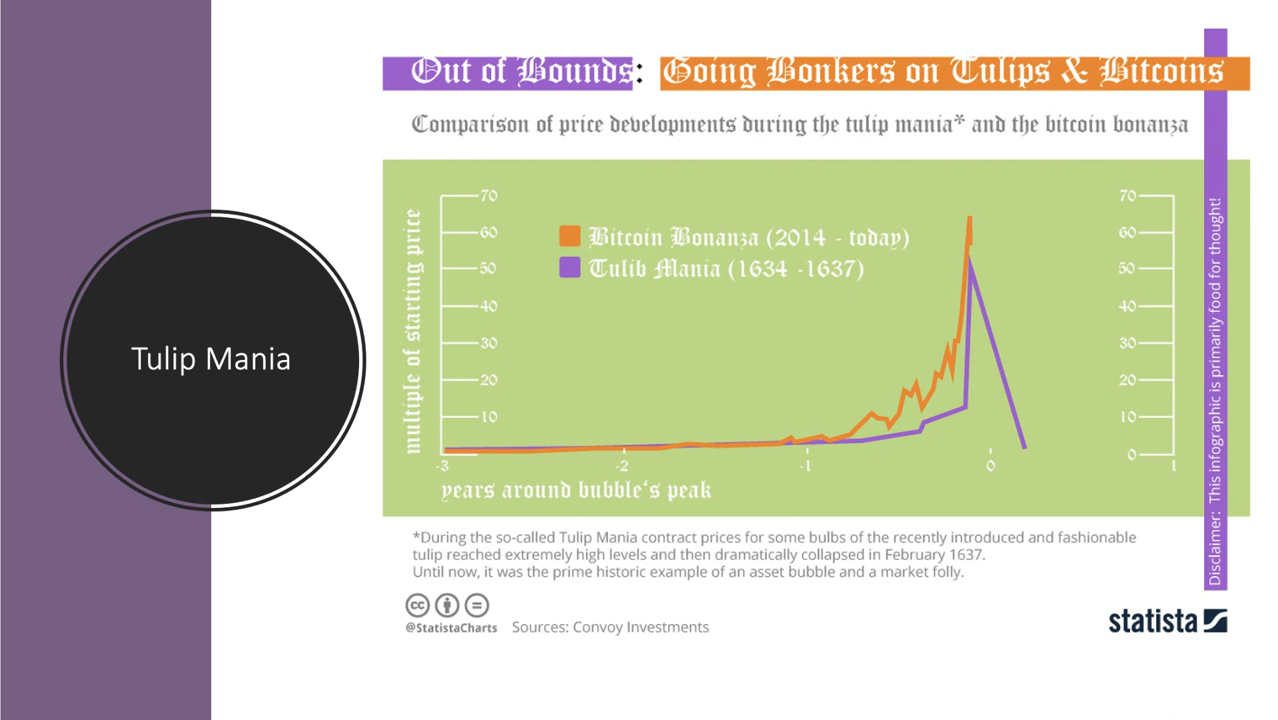 Tulip Mania
Out of Bounds: Going Bonkers on Tulips & Bitcoins
Comparison of price developments during the tulip mania* and the bitcoin bonanza
multiple of starting price
70
60
50
40
30
20
10
Bitcoin Bonanza (2014 - today)
Tulib Mania (1634 -1637)
70
60
50
40
30
20
10
0
-3
-2
-1
0
1
years around bubble's peak
Disclaimer: This infographic is primarily food for thought!
*During the so-called Tulip Mania contract prices for some bulbs of the recently introduced and fashionable
tulip reached extremely high levels and then dramatically collapsed in February 1637.
Until now, it was the prime historic example of an asset bubble and a market folly.
cc
@StatistaCharts Sources: Convoy Investments
statista